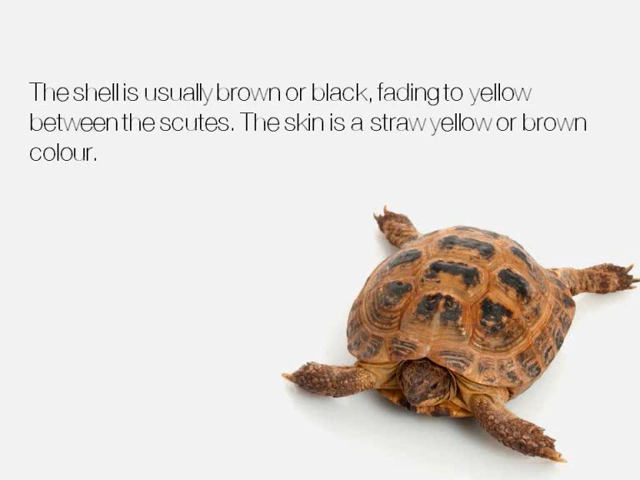 The shell is usually brown or black, fading to yellow
between the scutes. The skin is a straw yellow or brown
colour.